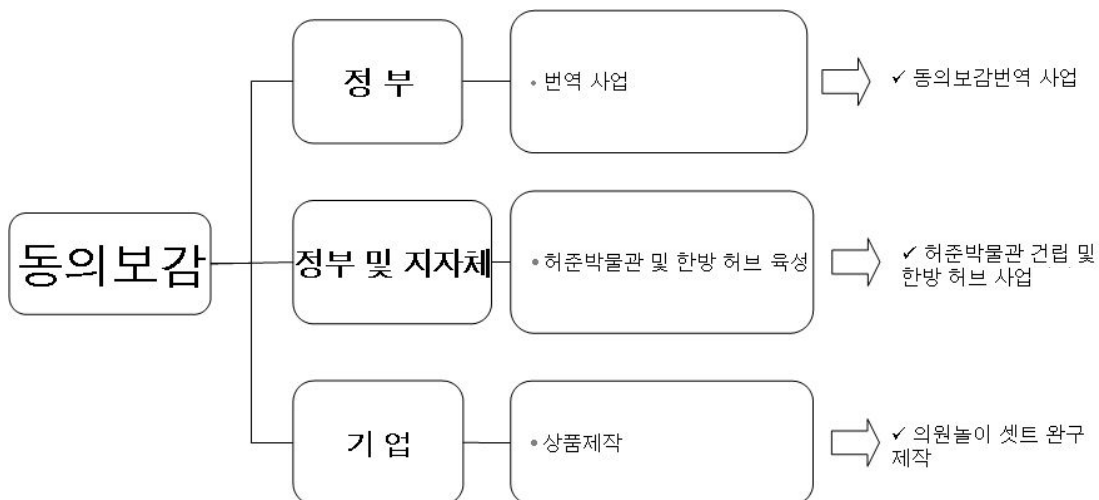 정 부
• 번역 사업
✓ 동의보감번역 사업
동의보감
정부 및 지자체
• 허준박물관 및 한방 허브 육성
✓ 허준박물관 건립 및
한방 허브 사업
기 업
• 상품제작
✓ 의원놀이 셋트 완구
제작